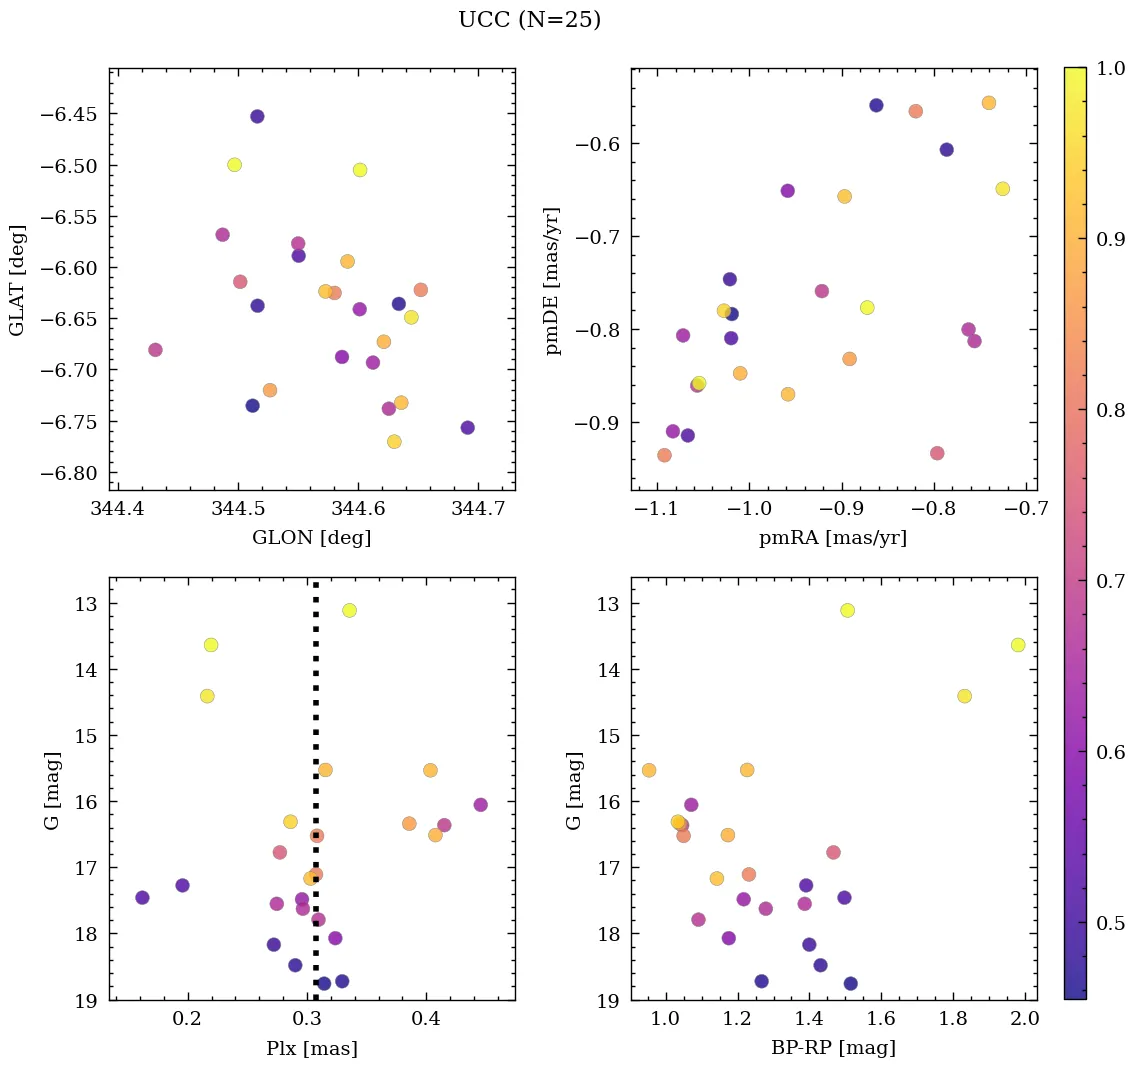 UCC (N=25)
−6.45
−6.50
−6.55
−6.60
−6.65
−6.70
−6.75
−6.80
GLAT [deg]
344.4 344.5 344.6 344.7
GLON [deg]
−0.6
−0.7
−0.8
−0.9
pmDE [mas/yr]
−1.1 −1.0 −0.9 −0.8 −0.7
pmRA [mas/yr]
13
14
15
16
17
18
19
G [mag]
0.2 0.3 0.4
Plx [mas]
13
14
15
16
17
18
19
G [mag]
1.0 1.2 1.4 1.6 1.8 2.0
BP-RP [mag]
1.0
0.9
0.8
0.7
0.6
0.5